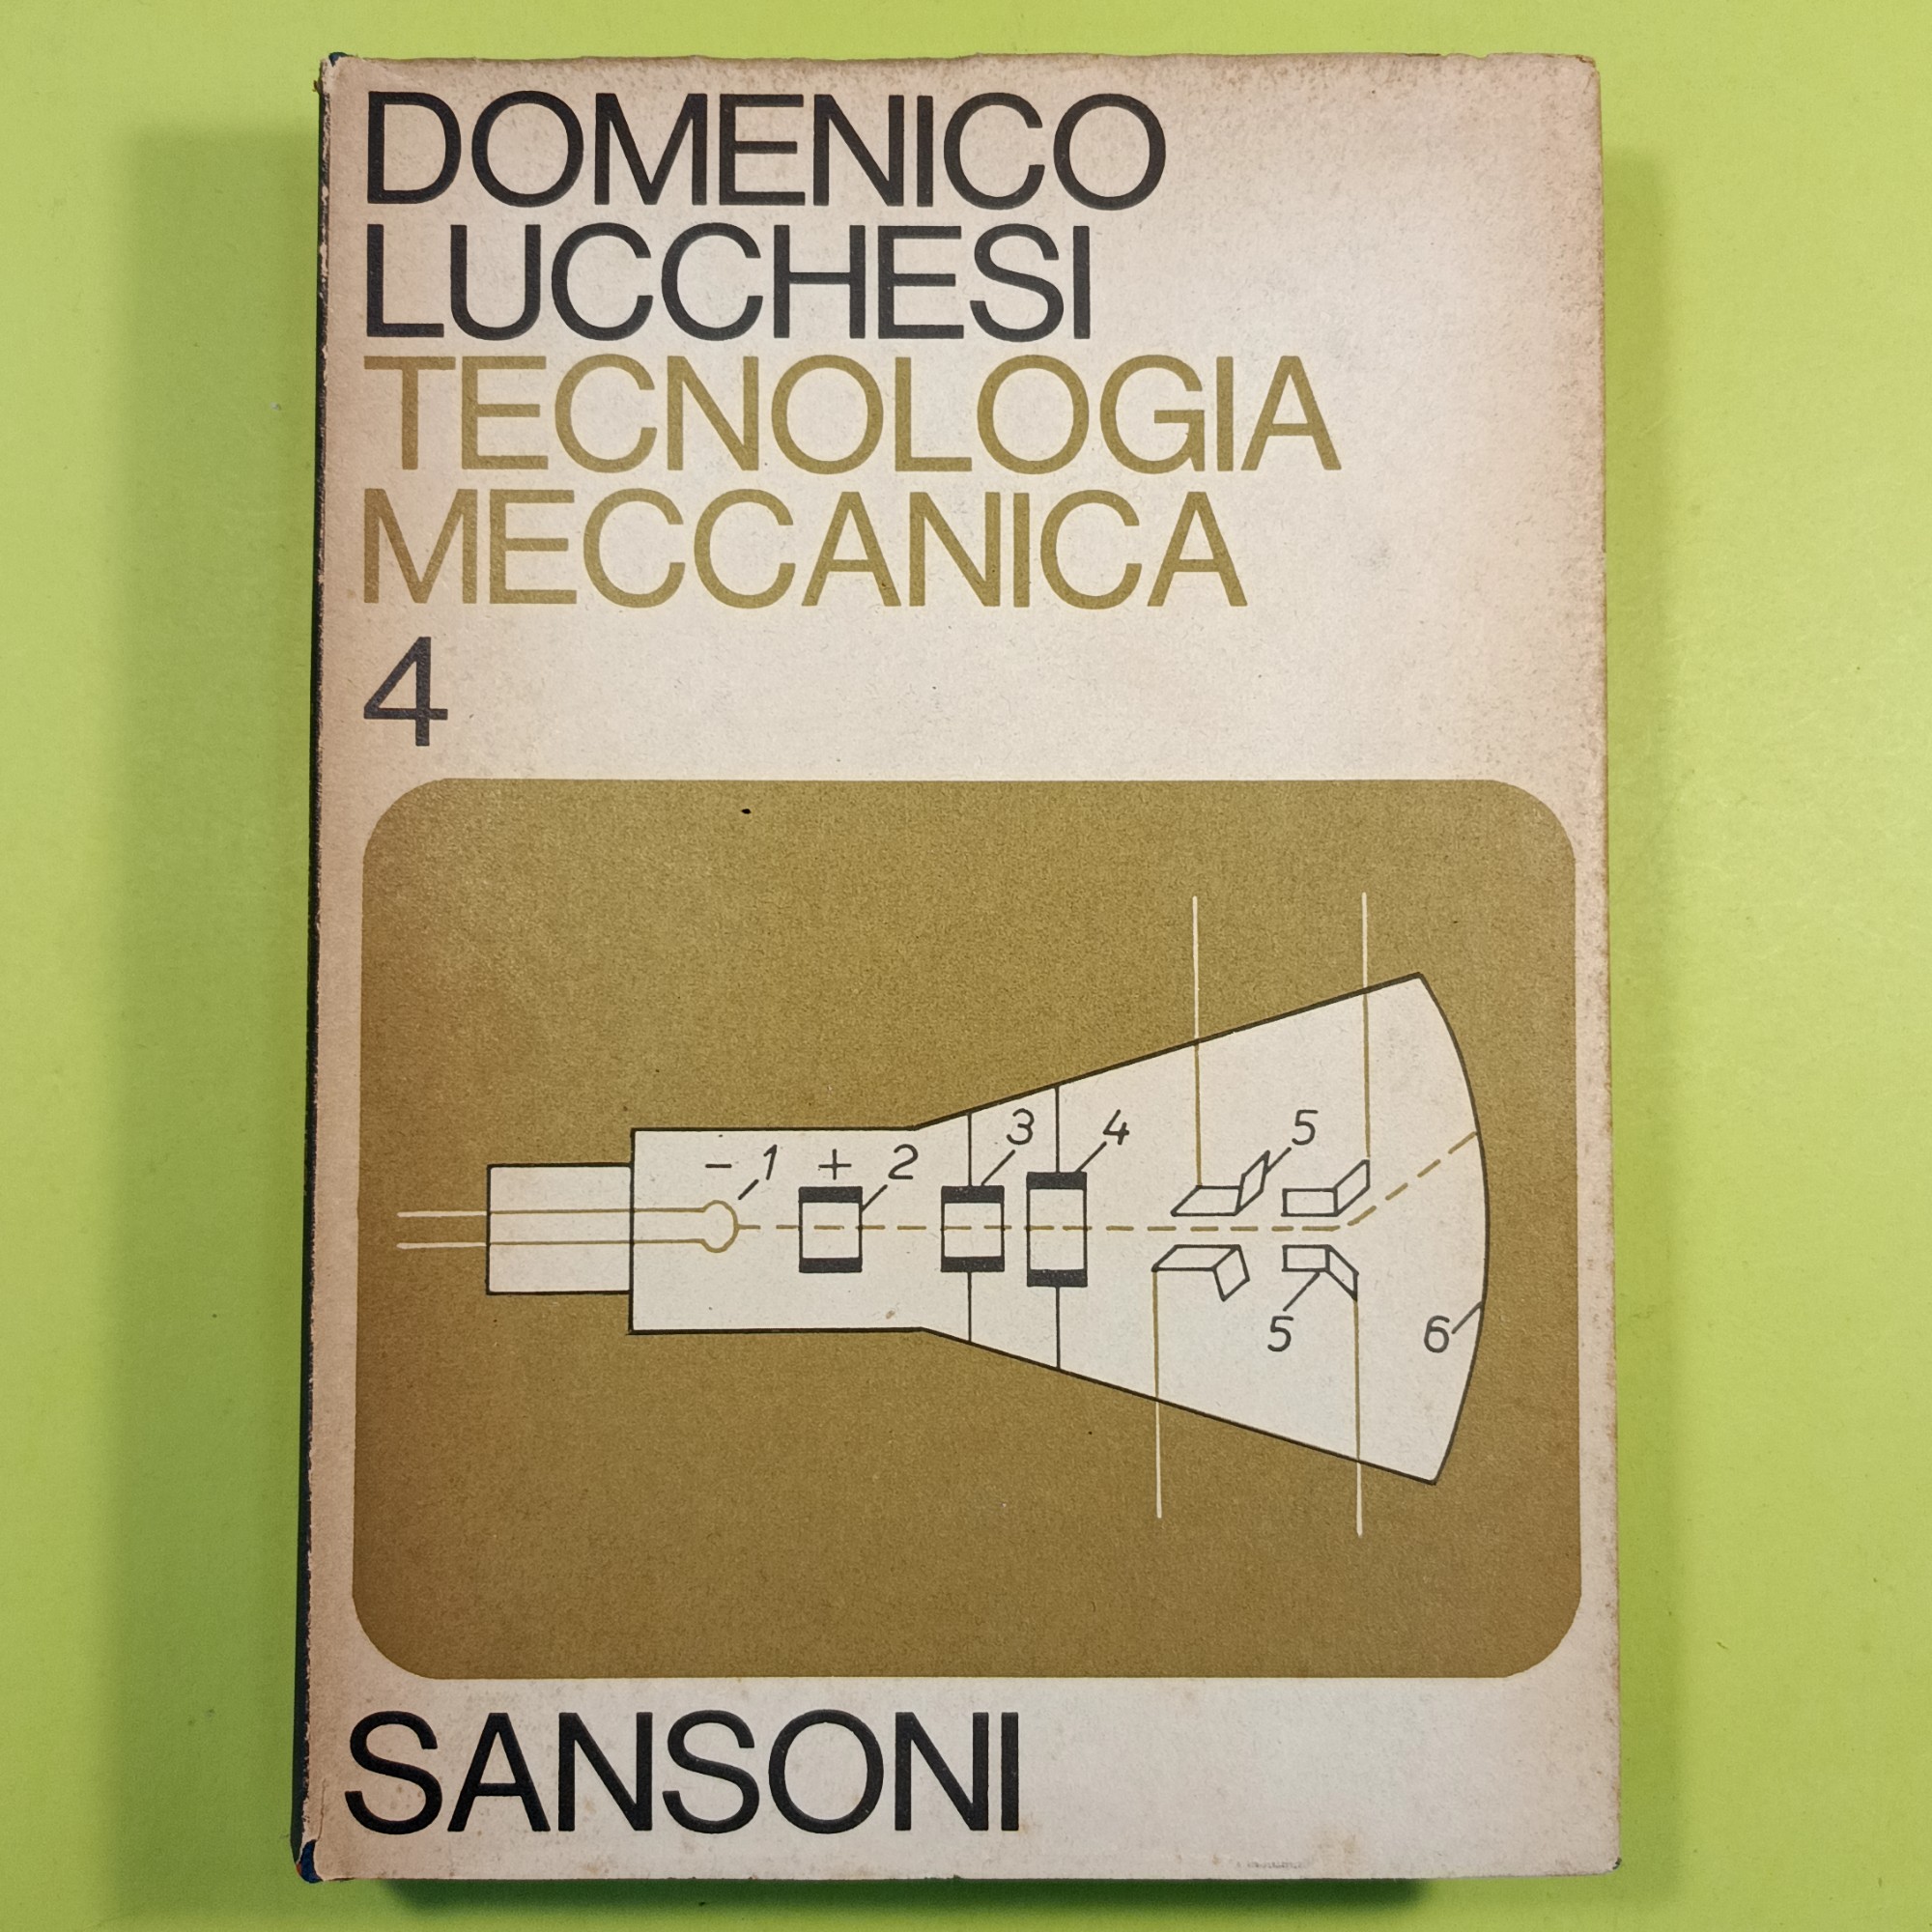 DOMENICO
LUCCHESI
TECNOLOGIA
MECCANICA
4
3 4 5
- 1 + 2
5 6
SANSONI